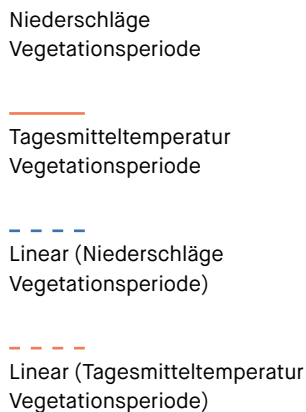 Niederschläge
Vegetationsperiode
Tagesmitteltemperatur
Vegetationsperiode
Linear (Niederschläge
Vegetationsperiode)
Linear (Tagesmitteltemperatur
Vegetationsperiode)